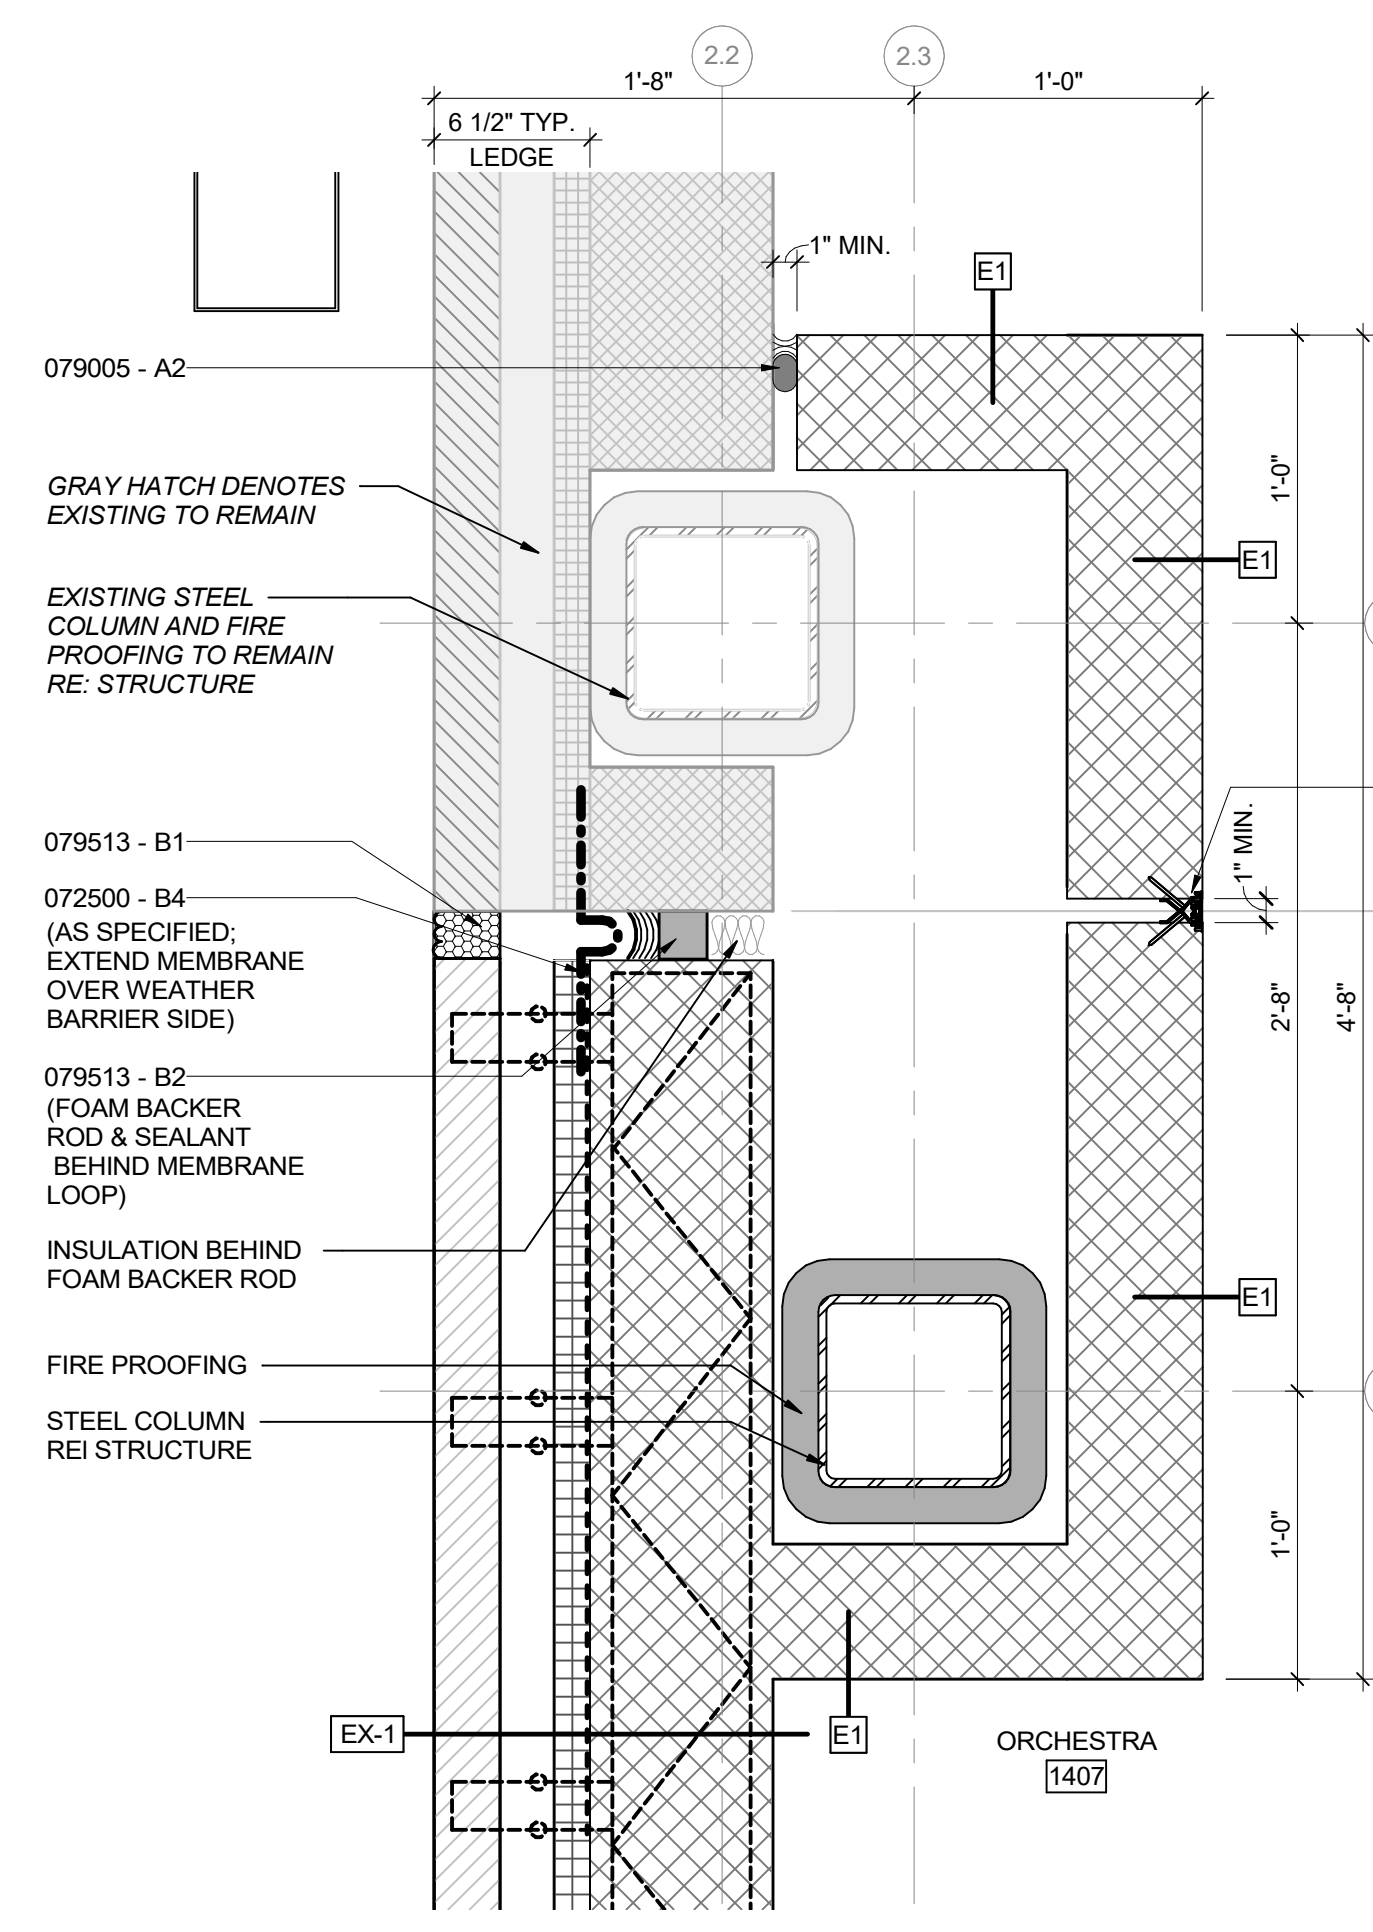 2.2
2.3
1'-8"
1'-0"
6 1/2" TYP.
LEDGE
1" MIN.
E1
079005 - A2
GRAY HATCH DENOTES
EXISTING TO REMAIN
1'-0"
E1
EXISTING STEEL
COLUMN AND FIRE
PROOFING TO REMAIN
RE: STRUCTURE
1" MIN.
079513 - B1
072500 - B4
(AS SPECIFIED;
EXTEND MEMBRANE
OVER WEATHER
BARRIER SIDE)
2'-8"
4'-8"
079513 - B2
(FOAM BACKER
ROD & SEALANT
BEHIND MEMBRANE
LOOP)
INSULATION BEHIND
FOAM BACKER ROD
E1
FIRE PROOFING
STEEL COLUMN
REI STRUCTURE
1'-0"
EX-1
E1
ORCHESTRA
1407